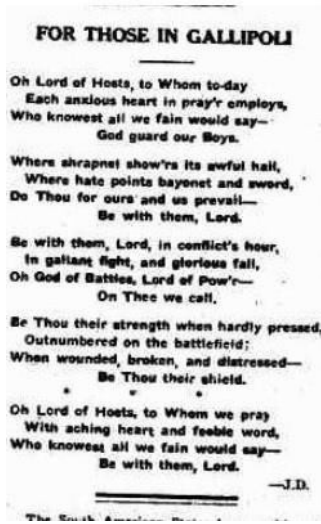 FOR THOSE IN GALLIPOLI
Oh Lord of Hosts, to Whom to-day
Each anxious heart in pray'r employs,
Who knowest all we fain would say—
God guard our Boys.
Where shrapnel show'rs its awful hail,
Where hate points bayonet and sword,
Do Thou for ours and us prevail—
Be with them, Lord.
Be with them, Lord, in conflict's hour,
In gallant fight, and glorious fall,
Oh God of Battles, Lord of Pow'r—
On Thee we call.
Be Thou their strength when hardly pressed,
Outnumbered on the battlefield;
When wounded, broken, and distressed—
Be Thou their shield.
* * *
Oh Lord of Hosts, to Whom we pray
With aching heart and feeble word,
Who knowest all we fain would say—
Be with them, Lord.
—J.D.
The South American